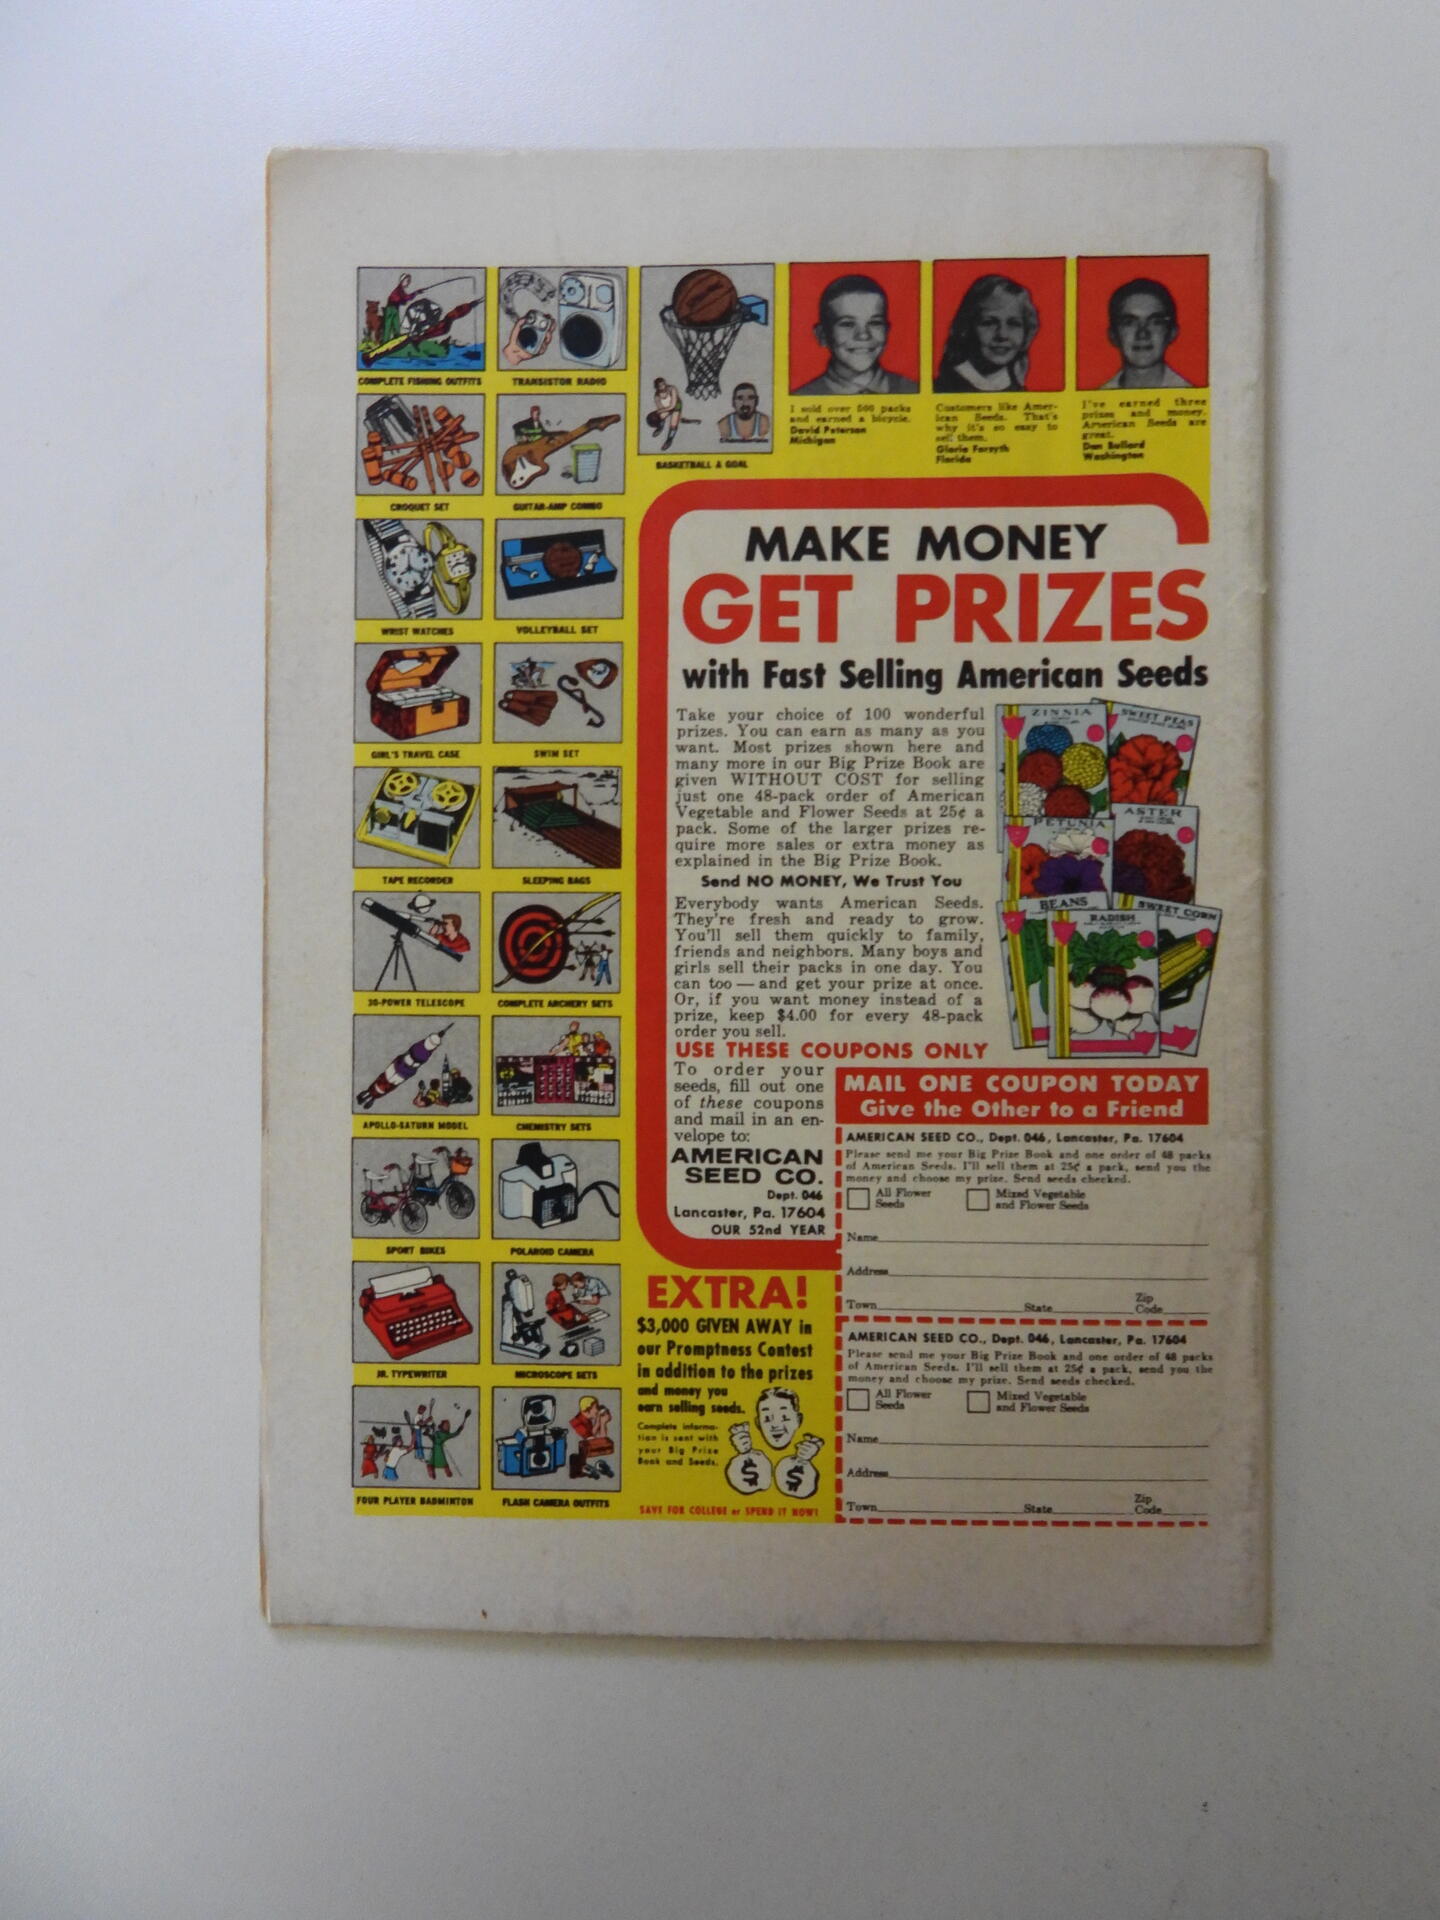 COMPLETE FISHING OUTFITS
TRANSISTOR RADIO
CROQUET SET
GUITAR-AMP COMBO
WRIST WATCHES
VOLLEYBALL SET
GIRL'S TRAVEL CASE
SWIM SET
TAPE RECORDER
SLEEPING BAGS
30-POWER TELESCOPE
COMPLETE ARCHERY SETS
APOLLO-SATURN MODEL
CHEMISTRY SETS
SPORT BIKES
POLAROID CAMERA
JR. TYPEWRITER
MICROSCOPE SETS
FOUR PLAYER BADMINTON
FLASH CAMERA OUTFITS
Chamberlain
BASKETBALL & GOAL
I sold over 500 packs
and earned a bicycle.
David Peterson
Michigan
Customers like Amer-
ican Seeds. That's
why it's so easy to
sell them.
Gloria Forsyth
Florida
I've earned three
prizes and money.
American Seeds are
great.
Dan Bullard
Washington
MAKE MONEY
GET PRIZES
with Fast Selling American Seeds
Take your choice of 100 wonderful
prizes. You can earn as many as you
want. Most prizes shown here and
many more in our Big Prize Book are
given WITHOUT COST for selling
just one 48-pack order of American
Vegetable and Flower Seeds at 25¢ a
pack. Some of the larger prizes re-
quire more sales or extra money as
explained in the Big Prize Book.
Send NO MONEY, We Trust You
Everybody wants American Seeds.
They're fresh and ready to grow.
You'll sell them quickly to family,
friends and neighbors. Many boys and
girls sell their packs in one day. You
can too — and get your prize at once.
Or, if you want money instead of a
prize, keep $4.00 for every 48-pack
order you sell.
ZINNIA
SWEET PEAS
PETUNIA
ASTER
BEANS
RADISH
SWEET CORN
USE THESE COUPONS ONLY
To order your
seeds, fill out one
of these coupons
and mail in an en-
velope to:
AMERICAN
SEED CO.
Dept. 046
Lancaster, Pa. 17604
OUR 52nd YEAR
MAIL ONE COUPON TODAY
Give the Other to a Friend
AMERICAN SEED CO., Dept. 046, Lancaster, Pa. 17604
Please send me your Big Prize Book and one order of 48 packs
of American Seeds. I'll sell them at 25¢ a pack, send you the
money and choose my prize. Send seeds checked.
All Flower Seeds
Mixed Vegetable and Flower Seeds
Name
Address
Town State Zip Code
AMERICAN SEED CO., Dept. 046, Lancaster, Pa. 17604
Please send me your Big Prize Book and one order of 48 packs
of American Seeds. I'll sell them at 25¢ a pack, send you the
money and choose my prize. Send seeds checked.
All Flower Seeds
Mixed Vegetable and Flower Seeds
Name
Address
Town State Zip Code
EXTRA!
$3,000 GIVEN AWAY in
our Promptness Contest
in addition to the prizes
and money you
earn selling seeds.
Complete informa-
tion is sent with
your Big Prize
Book and Seeds.
$ $
SAVE FOR COLLEGE or SPEND IT NOW!